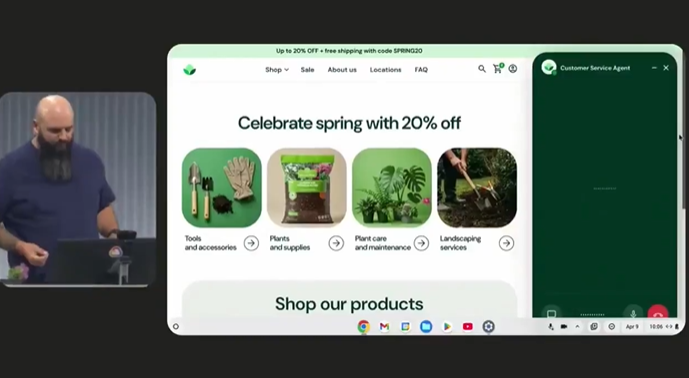 Up to 20% OFF + free shipping with code SPRING20
Shop Sale About us Locations FAQ
Customer Service Agent
Celebrate spring with 20% off
Tools
and accessories
Plants
and supplies
Plant care
and maintenance
Landscaping
services
Shop our products
Apr 9 10:06